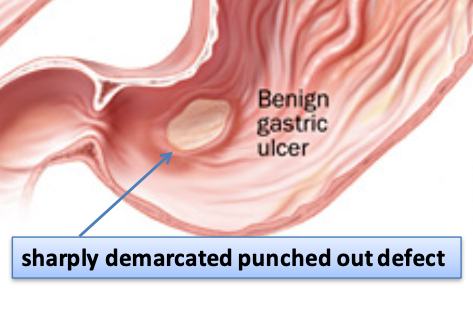 Benign
gastric
ulcer
sharply demarcated punched out defect